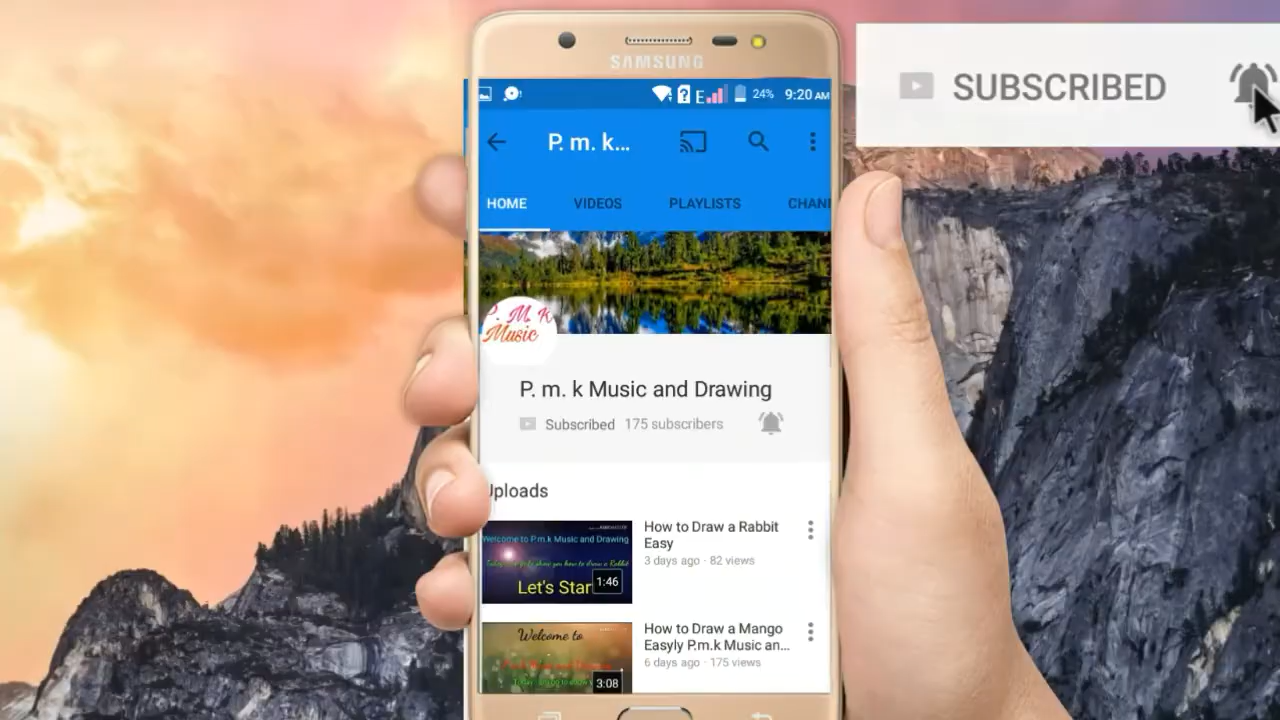 SAMSUNG
24% 9:20 AM
SUBSCRIBED
P. m. k...
HOME VIDEOS PLAYLISTS CHAN
P. M. K
Music
P. m. k Music and Drawing
Subscribed 175 subscribers
Uploads
Welcome to P.m.k Music and Drawing
Let's Star
1:46
How to Draw a Rabbit
Easy
3 days ago · 82 views
Welcome to
3:08
How to Draw a Mango
Easyly P.m.k Music an...
6 days ago · 175 views